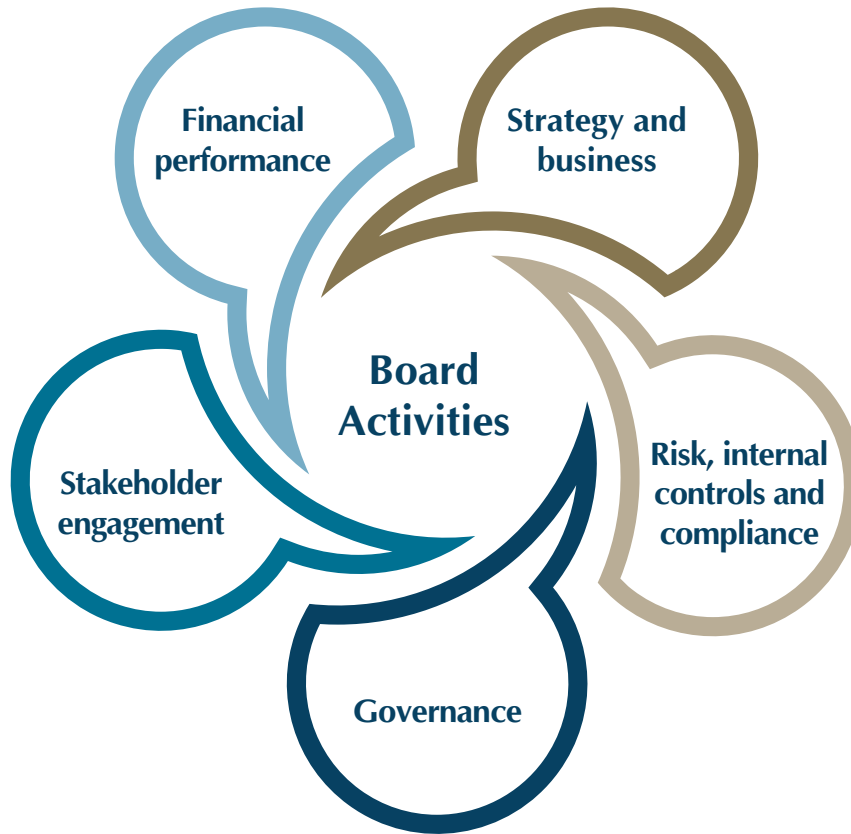 Financial
performance
Strategy and
business
Board
Activities
Risk, internal
controls and
compliance
Stakeholder
engagement
Governance